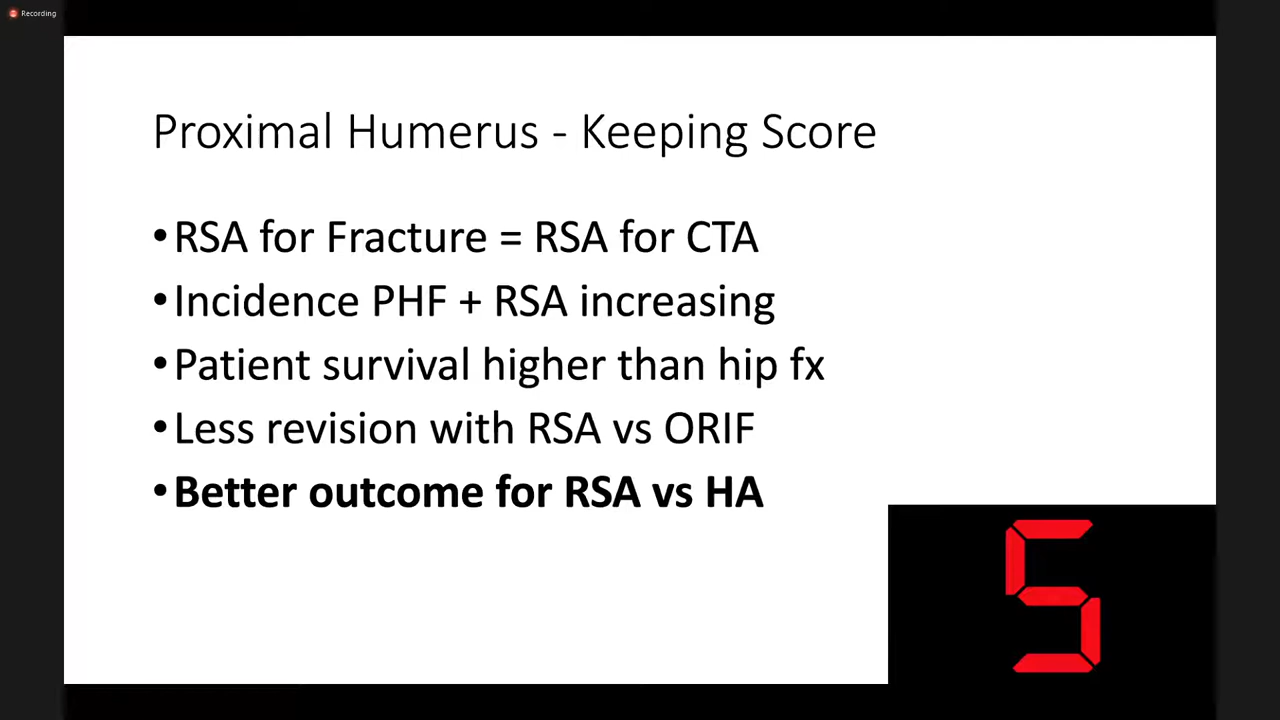 Recording
Proximal Humerus - Keeping Score
•RSA for Fracture = RSA for CTA
•Incidence PHF + RSA increasing
•Patient survival higher than hip fx
•Less revision with RSA vs ORIF
•Better outcome for RSA vs HA
5